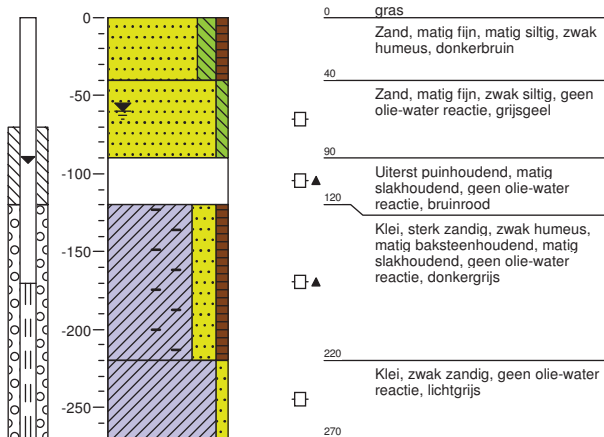 0
-50
-100
-150
-200
-250
0
gras
Zand, matig fijn, matig siltig, zwak
humeus, donkerbruin
40
Zand, matig fijn, zwak siltig, geen
olie-water reactie, grijsgeel
90
Uiterst puinhoudend, matig
slakhoudend, geen olie-water
reactie, bruinrood
120
Klei, sterk zandig, zwak humeus,
matig baksteenhoudend, matig
slakhoudend, geen olie-water
reactie, donkergrijs
220
Klei, zwak zandig, geen olie-water
reactie, lichtgrijs
270